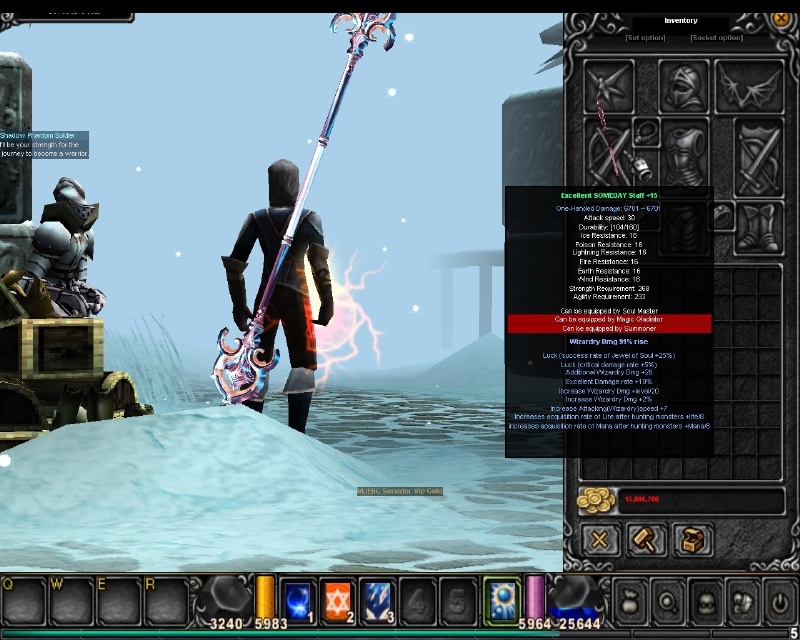 Inventory
[Set option] [Socket option]
Shadow Phantom Soldier
I'll be your strength for the
journey to become a warrior.
Excellent SOMEDAY Staff +15
One-Handed Damage: 6701 ~ 6701
Attack speed: 30
Durability: [104/160]
Ice Resistance: 16
Poison Resistance: 16
Lightning Resistance: 16
Fire Resistance: 16
Earth Resistance: 16
Wind Resistance: 16
Strength Requirement: 268
Agility Requirement: 233
Can be equipped by Soul Master
Can be equipped by Magic Gladiator
Can be equipped by Summoner
Wizardry Dmg 91% rise
Luck (success rate of Jewel of Soul +25%)
Luck (critical damage rate +5%)
Additional Wizardry Dmg +28
Excellent Damage rate +10%
Increase Wizardry Dmg +level/20
Increase Wizardry Dmg +2%
Increase Attacking(Wizardry)speed +7
Increases acquisition rate of Life after hunting monsters +life/8
Increases acquisition rate of Mana after hunting monsters +Mana/8
Servidor Vip Gold
Q W E R
1 2 3 4 5
3240 5983 5964 25644
5